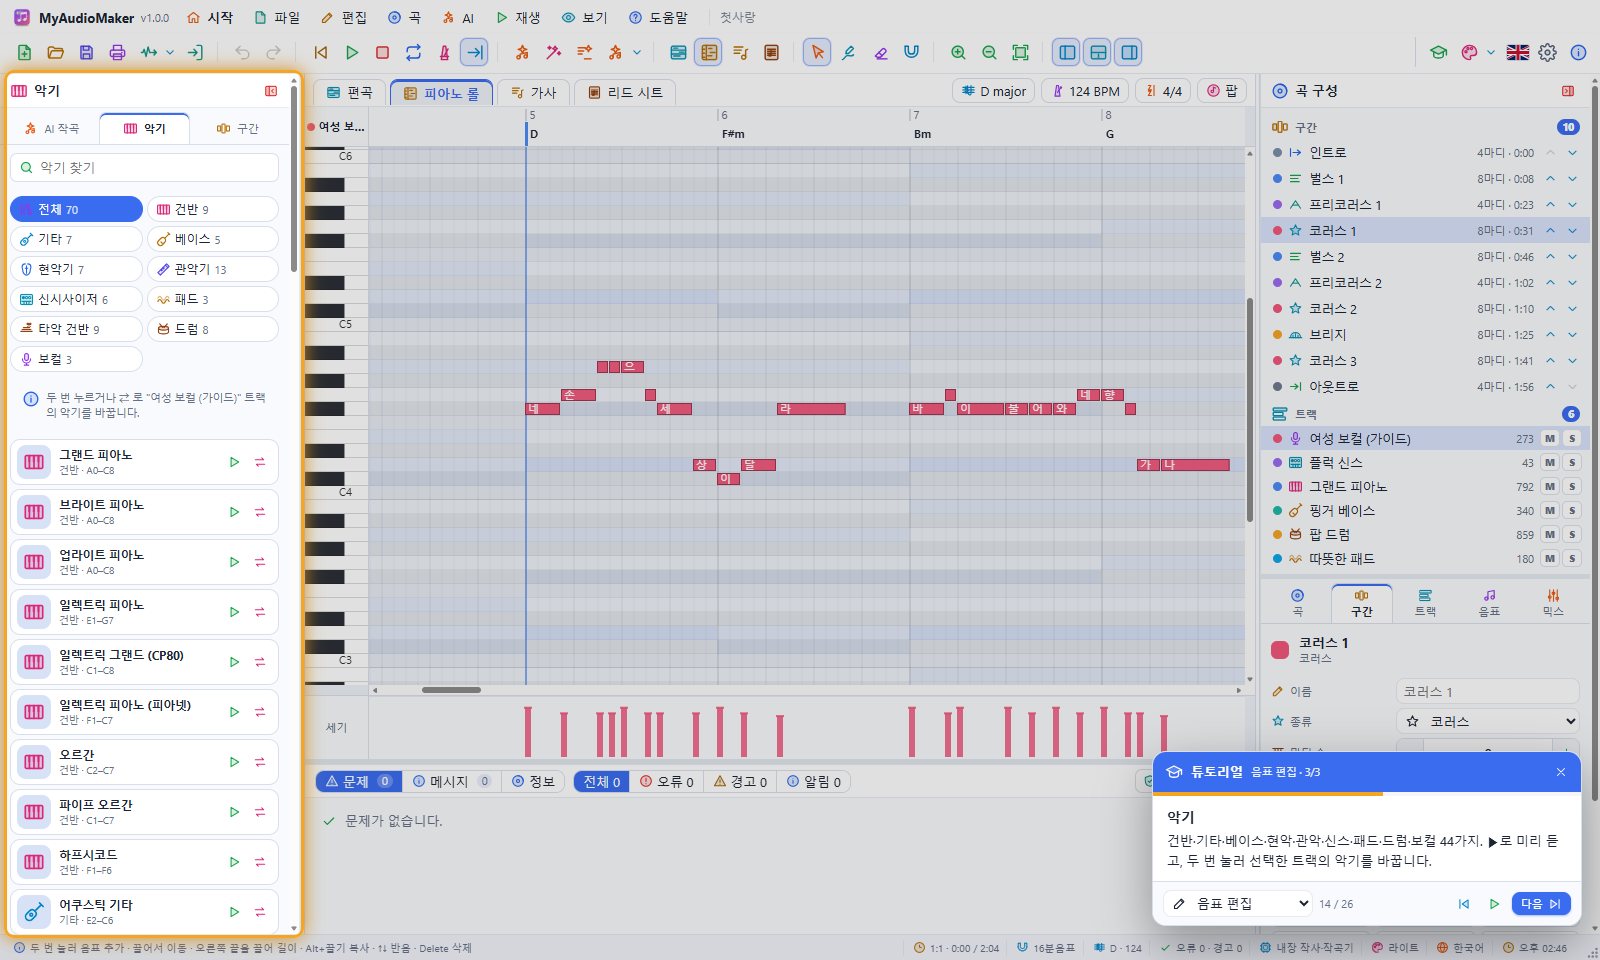 MyAudioMaker v1.0.0 시작 파일 편집 곡 AI 재생 보기 도움말 첫사랑
악기
AI 작곡 악기 구간
악기 찾기
전체 70 건반 9
기타 7 베이스 5
현악기 7 관악기 13
신시사이저 6 패드 3
타악 건반 9 드럼 8
보컬 3
두 번 누르거나 ⇄ 로 "여성 보컬 (가이드)" 트랙
의 악기를 바꿉니다.
그랜드 피아노
건반 · A0–C8
브라이트 피아노
건반 · A0–C8
업라이트 피아노
건반 · A0–C8
일렉트릭 피아노
건반 · E1–G7
일렉트릭 그랜드 (CP80)
건반 · C1–C8
일렉트릭 피아노 (피아넷)
건반 · F1–C7
오르간
건반 · C2–C7
파이프 오르간
건반 · C1–C7
하프시코드
건반 · F1–F6
어쿠스틱 기타
기타 · E2–C6
편곡 피아노 롤 가사 리드 시트 D major 124 BPM 4/4 팝
여성 보...
5 6 7 8
D F#m Bm G
C6
C5
으
손 네 향
네 세 라 바 이 불 어 와
상 달 가 나
이
C4
C3
세기
문제 0 메시지 0 정보 전체 0 오류 0 경고 0 알림 0
문제가 없습니다.
곡 구성
구간 10
인트로 4마디 · 0:00
벌스 1 8마디 · 0:08
프리코러스 1 4마디 · 0:23
코러스 1 8마디 · 0:31
벌스 2 8마디 · 0:46
프리코러스 2 4마디 · 1:02
코러스 2 8마디 · 1:10
브리지 8마디 · 1:25
코러스 3 8마디 · 1:41
아웃트로 4마디 · 1:56
트랙 6
여성 보컬 (가이드) 273 M S
플럭 신스 43 M S
그랜드 피아노 792 M S
핑거 베이스 340 M S
팝 드럼 859 M S
따뜻한 패드 180 M S
곡 구간 트랙 음표 믹스
코러스 1
코러스
이름 코러스 1
종류 코러스
튜토리얼 음표 편집 · 3/3
악기
건반·기타·베이스·현악·관악·신스·패드·드럼·보컬 44가지. ▶로 미리 듣
고, 두 번 눌러 선택한 트랙의 악기를 바꿉니다.
음표 편집 14 / 26 다음
두 번 눌러 음표 추가 · 끌어서 이동 · 오른쪽 끝을 끌어 길이 · Alt+끌기 복사 · ↑↓ 반음 · Delete 삭제
1:1 · 0:00 / 2:04 16분음표 D · 124 오류 0 · 경고 0 내장 작사·작곡기 라이트 한국어 오후 02:46